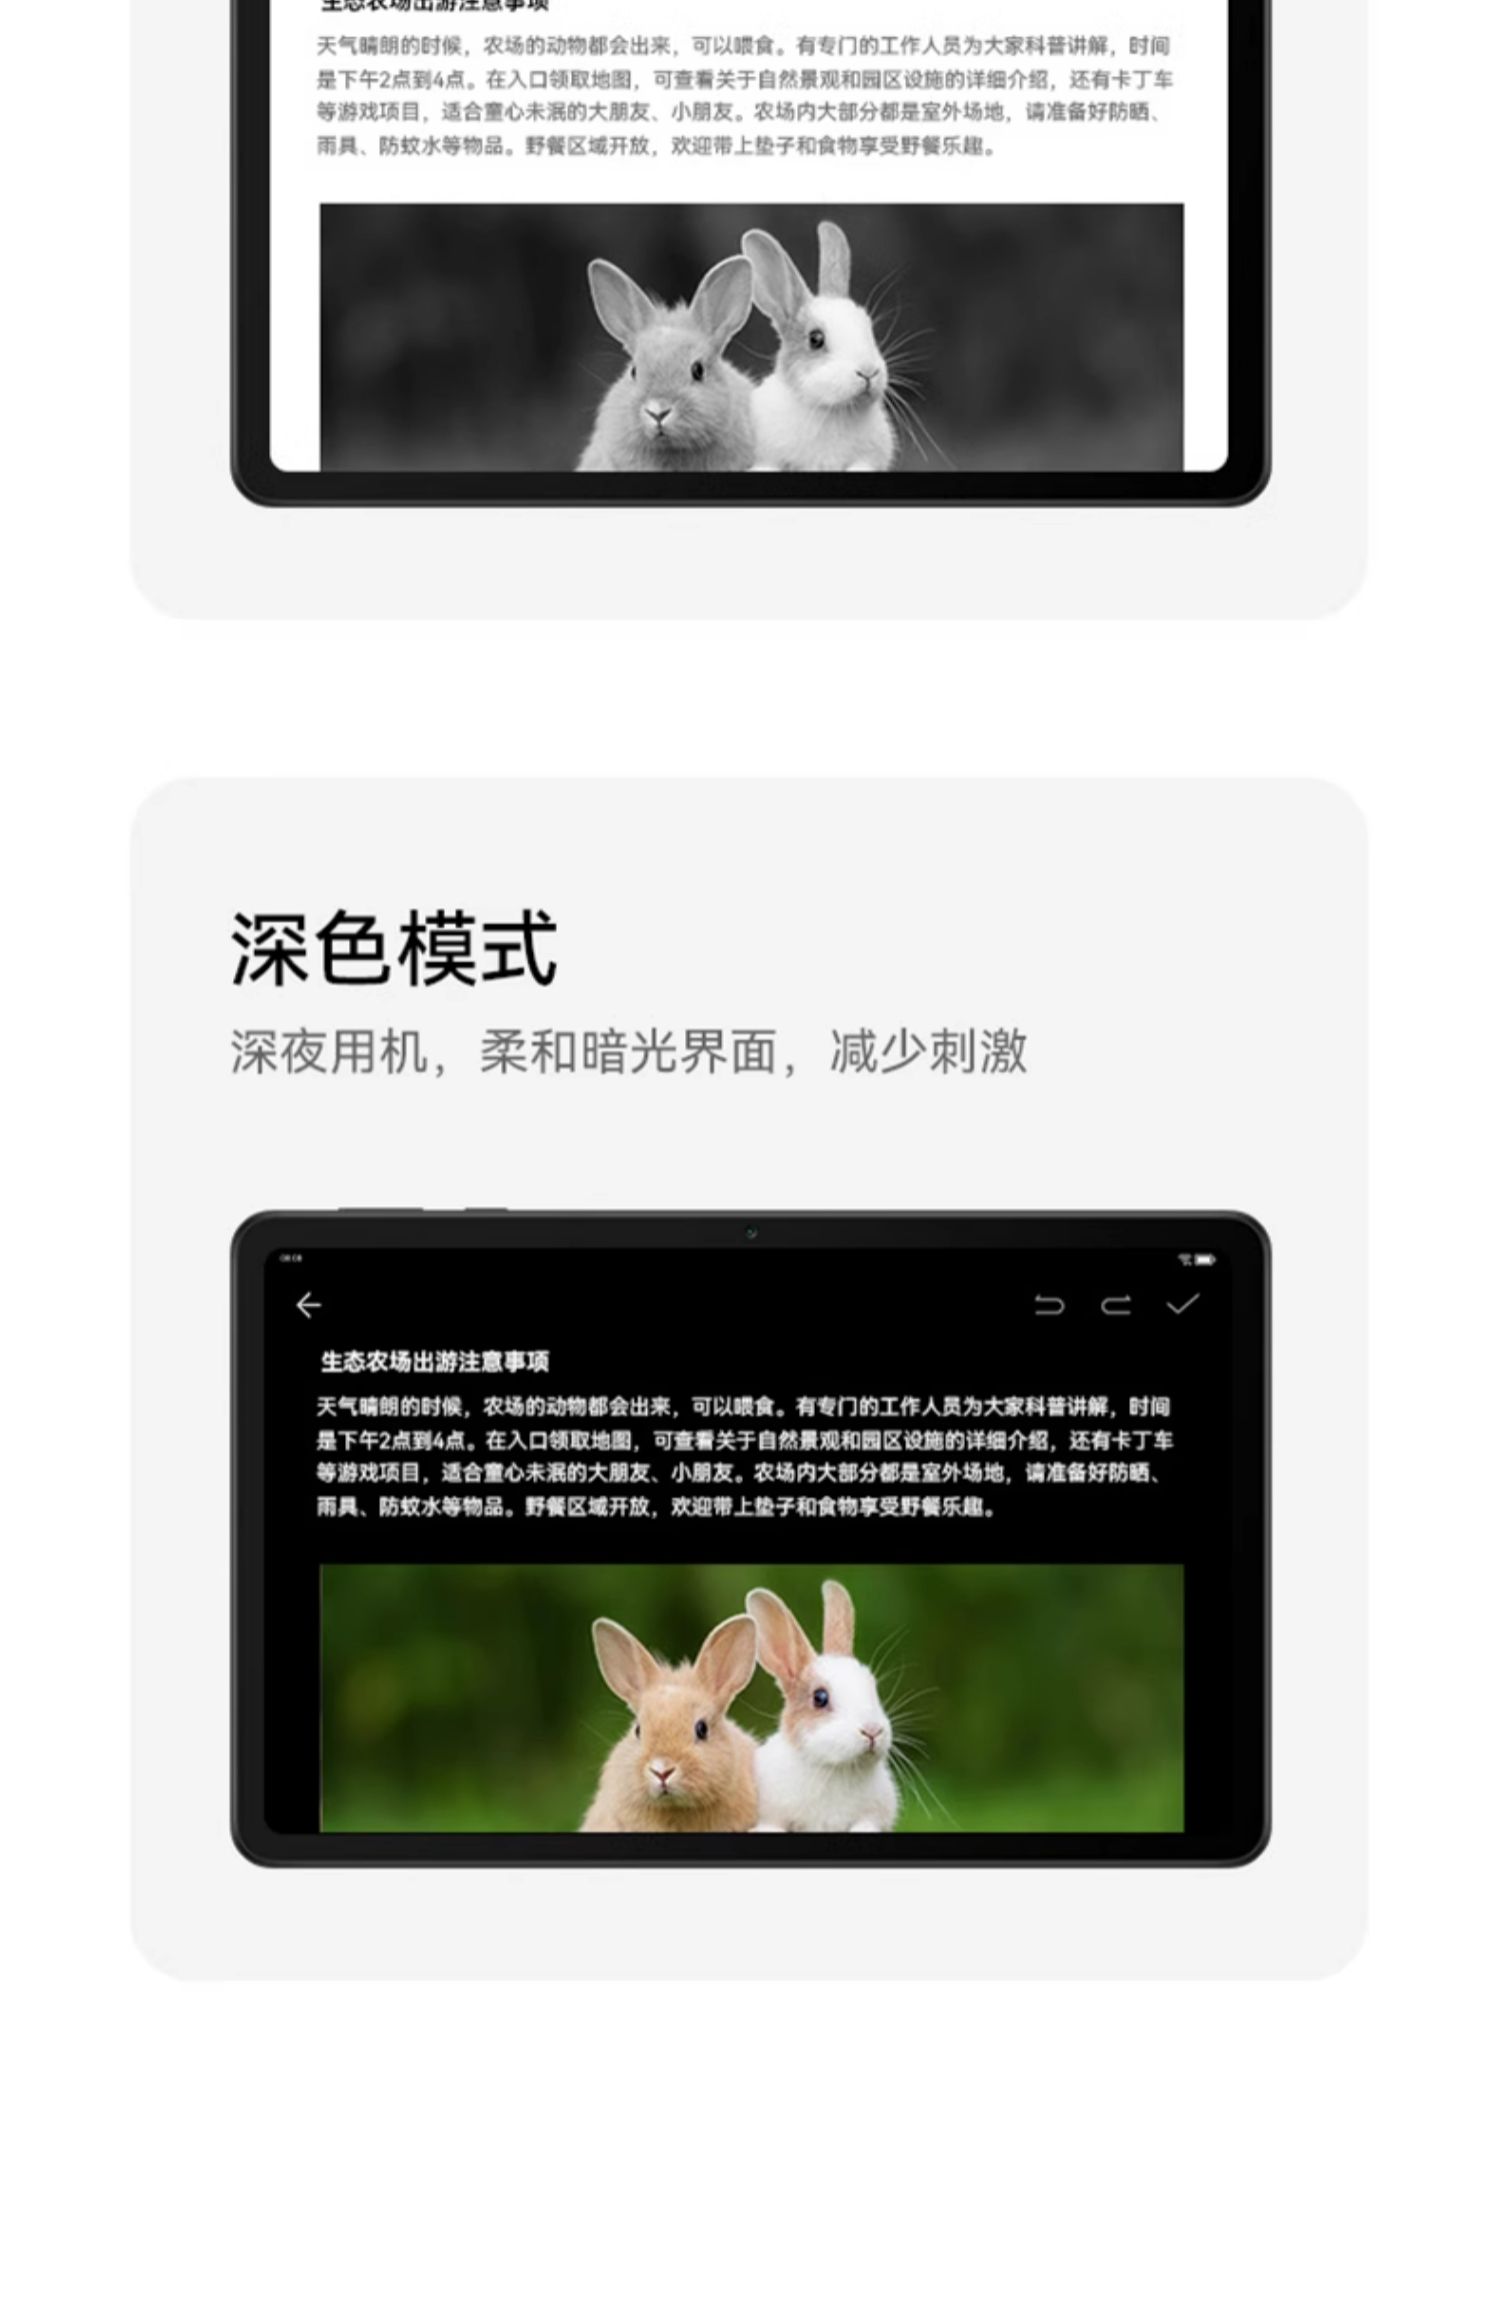 生态农场出游注意事项
天气晴朗的时候，农场的动物都会出来，可以喂食。有专门的工作人员为大家科普讲解，时间
是下午2点到4点。在入口领取地图，可查看关于自然景观和园区设施的详细介绍，还有卡丁车
等游戏项目，适合童心未泯的大朋友、小朋友。农场内大部分都是室外场地，请准备好防晒、
雨具、防蚊水等物品。野餐区域开放，欢迎带上垫子和食物享受野餐乐趣。
深色模式
深夜用机，柔和暗光界面，减少刺激
08:08
生态农场出游注意事项
天气晴朗的时候，农场的动物都会出来，可以喂食。有专门的工作人员为大家科普讲解，时间
是下午2点到4点。在入口领取地图，可查看关于自然景观和园区设施的详细介绍，还有卡丁车
等游戏项目，适合童心未泯的大朋友、小朋友。农场内大部分都是室外场地，请准备好防晒、
雨具、防蚊水等物品。野餐区域开放，欢迎带上垫子和食物享受野餐乐趣。